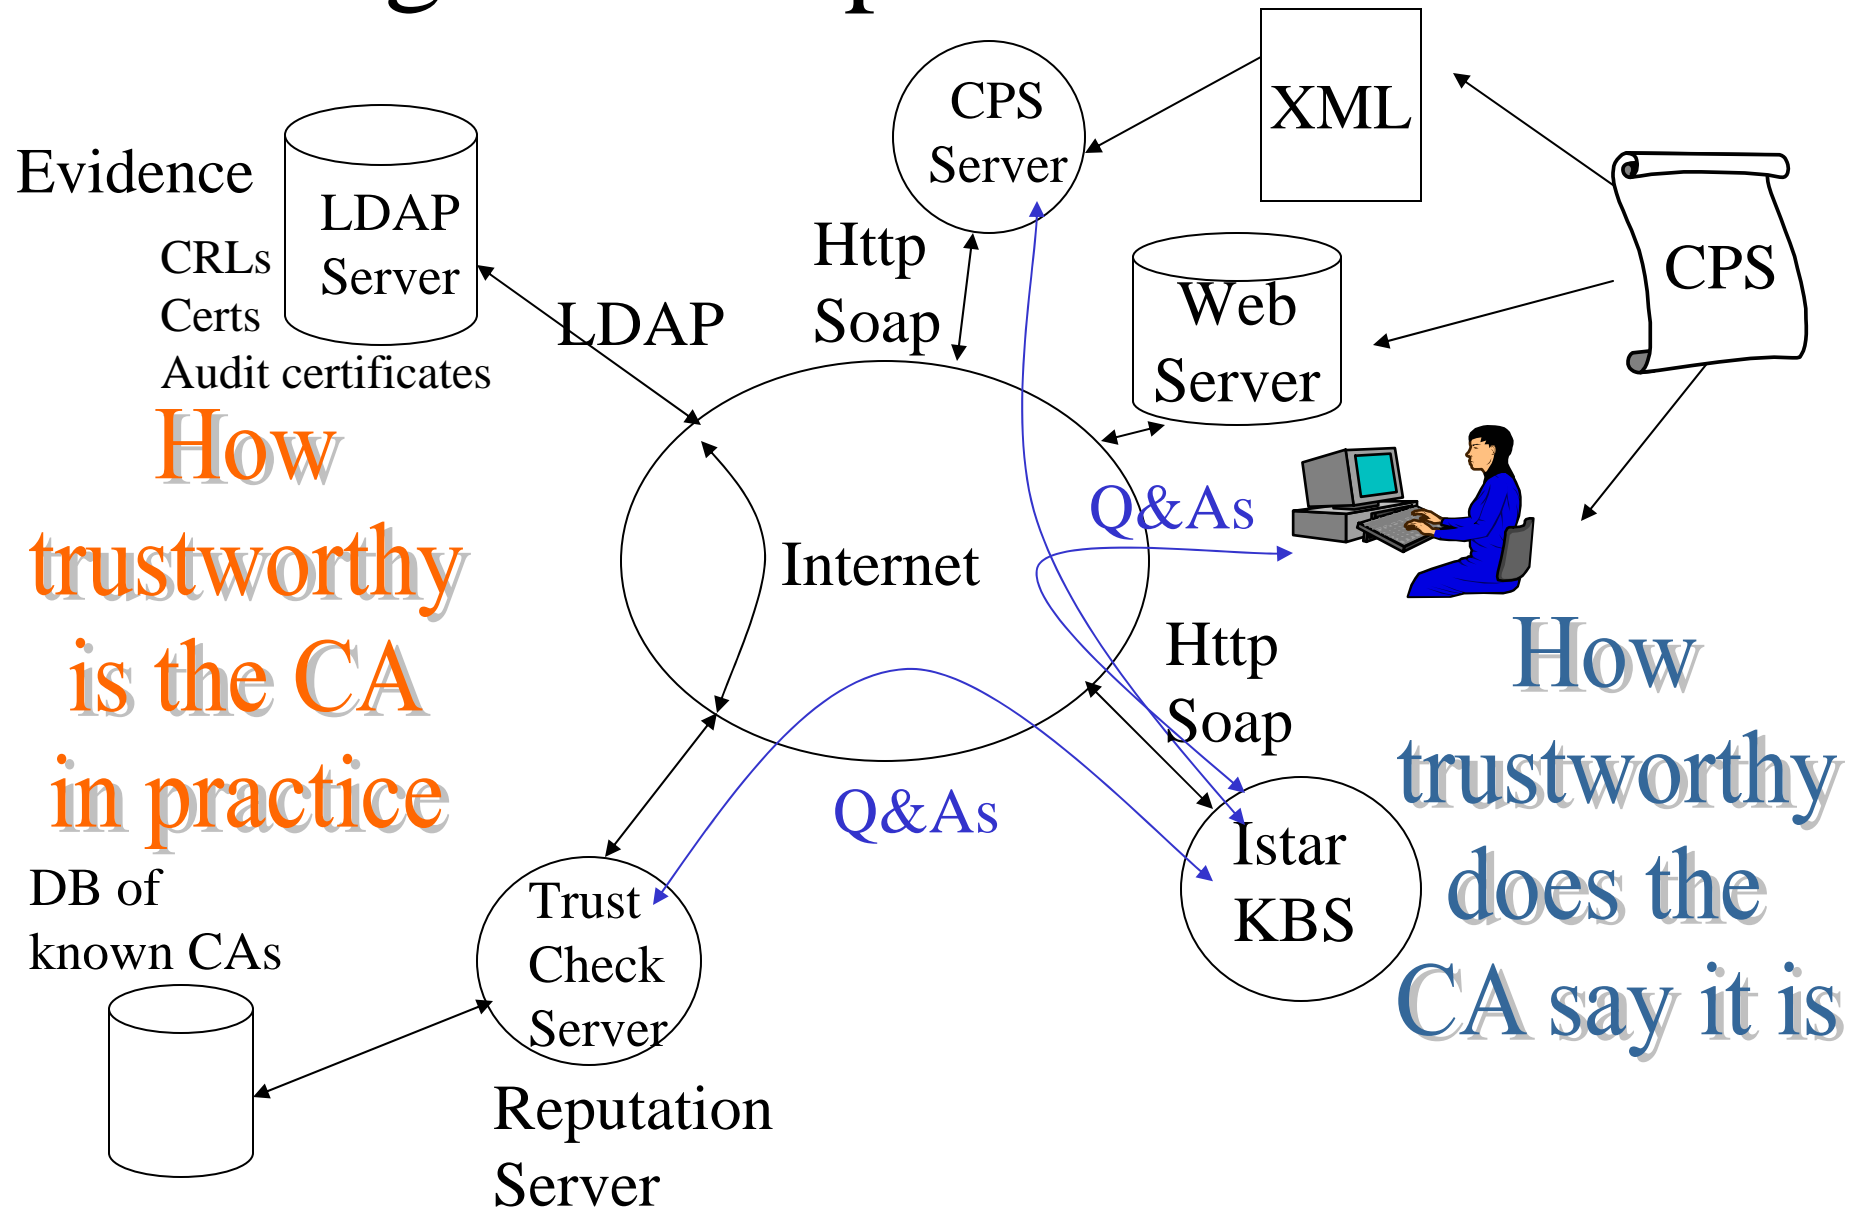 CPS
Server
XML
Evidence
LDAP
Server
CRLs
Certs
Audit certificates
LDAP
Http
Soap
Web
Server
CPS
How
trustworthy
is the CA
in practice
Internet
Q&As
Http
Soap
How
trustworthy
does the
CA say it is
Q&As
Istar
KBS
DB of
known CAs
Trust
Check
Server
Reputation
Server